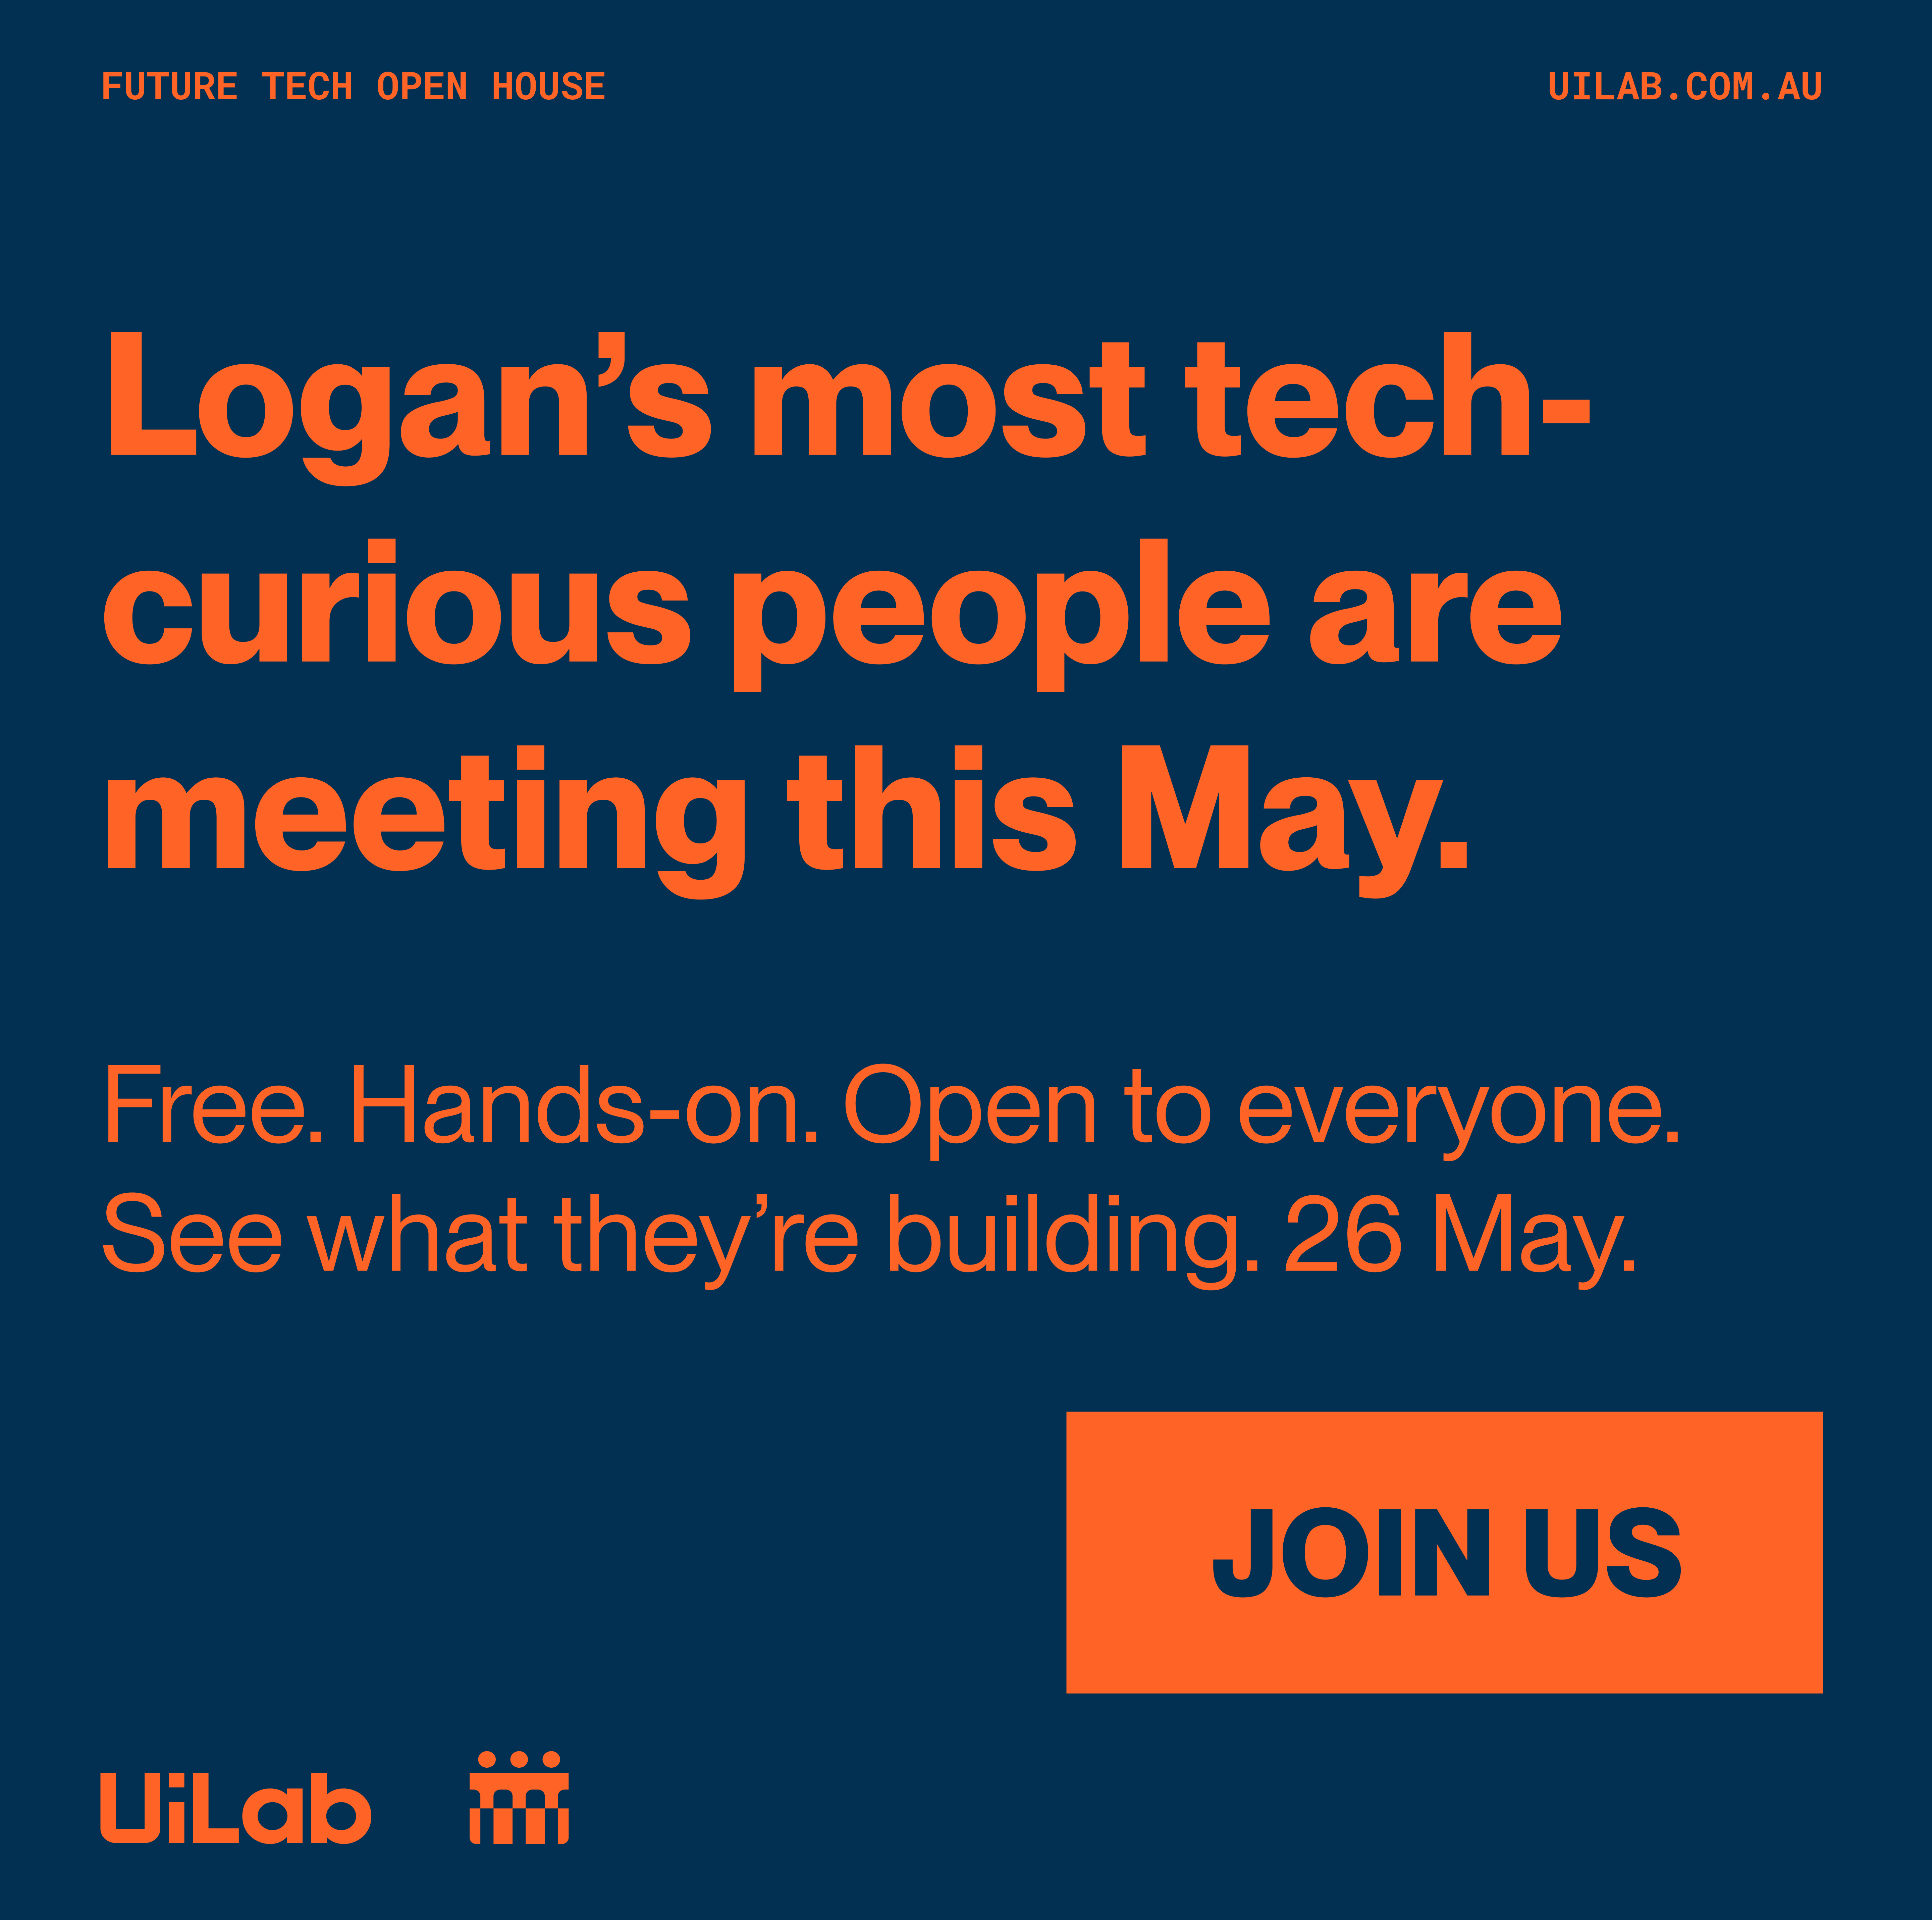 FUTURE TECH OPEN HOUSE
UILAB.COM.AU
Logan’s most tech-
curious people are
meeting this May.
Free. Hands-on. Open to everyone.
See what they’re building. 26 May.
JOIN US
UiLab